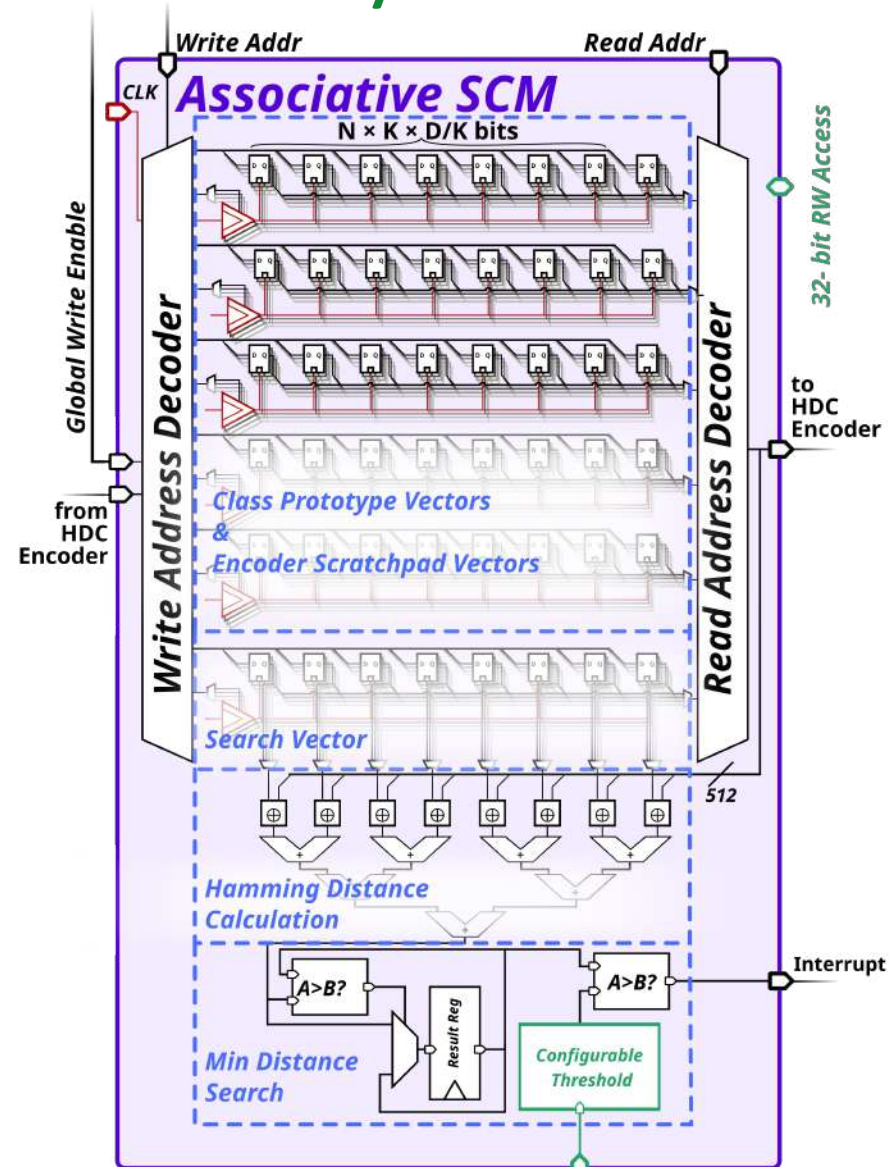 Write Addr
Read Addr
CLK
Associative SCM
N × K × D/K bits
32- bit RW Access
Global Write Enable
Write Address Decoder
Read Address Decoder
to
HDC
Encoder
from
HDC
Encoder
Class Prototype Vectors
&
Encoder Scratchpad Vectors
Search Vector
512
⊕ ⊕ ⊕ ⊕ ⊕ ⊕ ⊕ ⊕
+ + + +
+ +
+
Hamming Distance
Calculation
Interrupt
A>B?
A>B?
Result Reg
Configurable
Threshold
Min Distance
Search